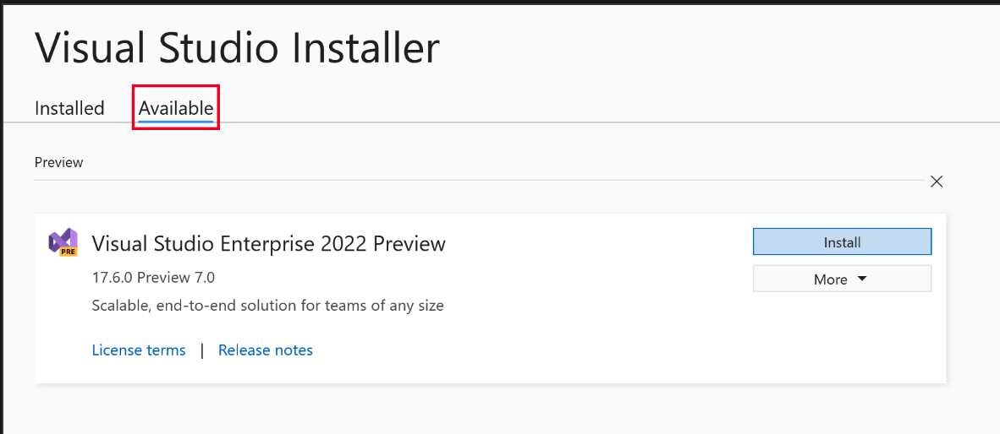 Visual Studio Installer
Installed Available
Preview
PRE
Visual Studio Enterprise 2022 Preview
17.6.0 Preview 7.0
Scalable, end-to-end solution for teams of any size
License terms | Release notes
Install
More